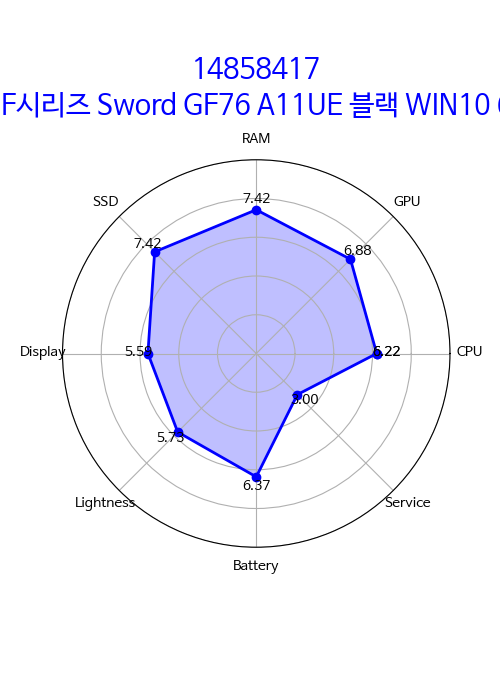 14858417
F시리즈 Sword GF76 A11UE 블랙 WIN10
RAM
SSD
GPU
7.42
7.42
6.88
Display
5.59
6.22
CPU
3.00
5.73
Lightness
6.37
Service
Battery